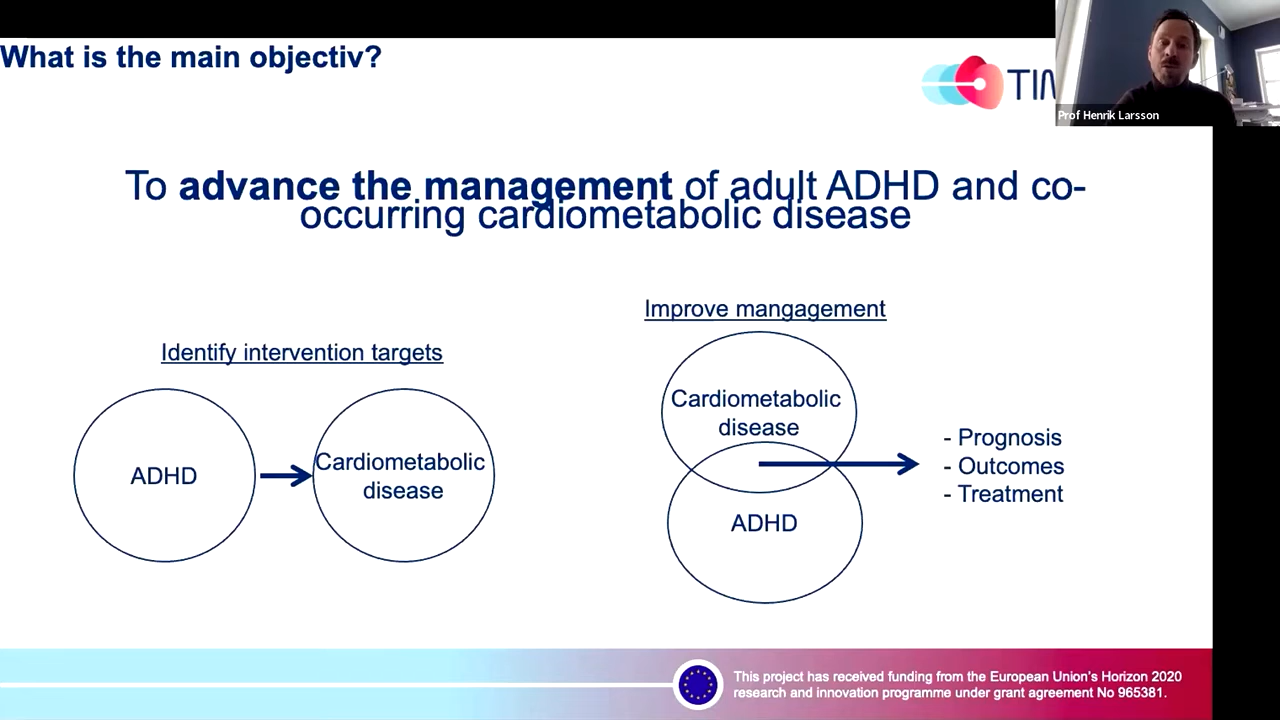 What is the main objectiv?
TIM
Prof Henrik Larsson
To advance the management of adult ADHD and co-
occurring cardiometabolic disease
Identify intervention targets
ADHD
Cardiometabolic
disease
Improve mangagement
Cardiometabolic
disease
ADHD
- Prognosis
- Outcomes
- Treatment
This project has received funding from the European Union's Horizon 2020
research and innovation programme under grant agreement No 965381.